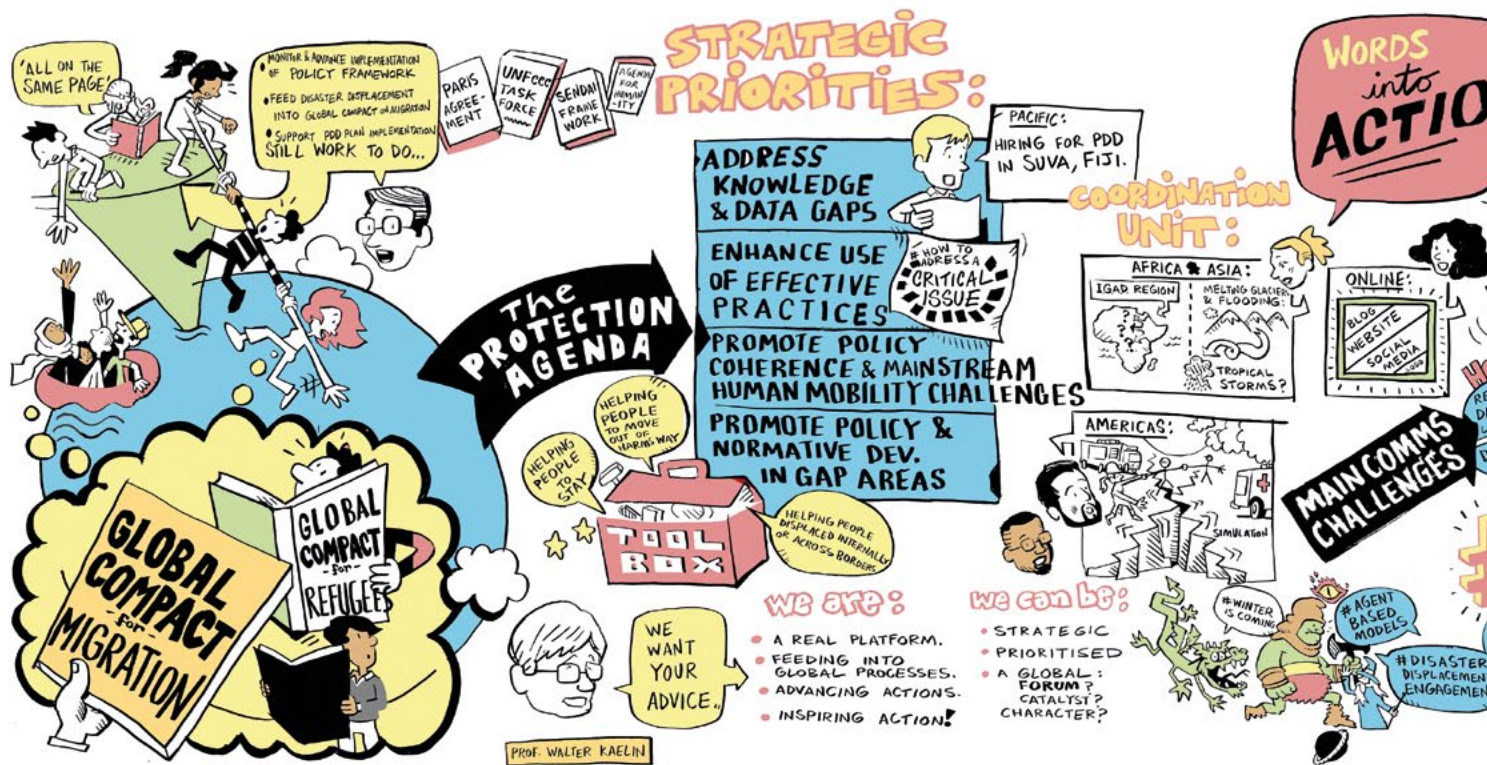 'ALL ON THE
SAME PAGE'
MONITOR & ADVANCE IMPLEMENTATION
OF POLICY FRAMEWORK
FEED DISASTER DISPLACEMENT
INTO GLOBAL COMPACT ON MIGRATION
SUPPORT PDD PLAN IMPLEMENTATION
STILL WORK TO DO...
PARIS
AGREE-
MENT
UNFCCC
TASK
FORCE
SENDAI
FRAME
WORK
AGENDA
FOR
HUMAN
-ITY
STRATEGIC
PRIORITIES:
PACIFIC:
HIRING FOR PDD
IN SUVA, FIJI.
WORDS
into
ACTIO
ADDRESS
KNOWLEDGE
& DATA GAPS
ENHANCE USE
OF EFFECTIVE
PRACTICES
# HOW TO
ADRESS A
CRITICAL
ISSUE
PROMOTE POLICY
COHERENCE & MAINSTREAM
HUMAN MOBILITY CHALLENGES
PROMOTE POLICY &
NORMATIVE DEV.
IN GAP AREAS
The
PROTECTION
AGENDA
COORDINATION
UNIT:
AFRICA & ASIA:
IGAD REGION
MELTING GLACIER
& FLOODING:
TROPICAL
STORMS?
ONLINE:
BLOG
WEBSITE
SOCIAL
MEDIA
LOGO
AMERICAS:
SIMULATION
MAIN COMMS
CHALLENGES
HELPING
PEOPLE
TO
STAY
HELPING
PEOPLE
TO MOVE
OUT OF
HARM'S WAY
HELPING PEOPLE
DISPLACED INTERNALLY
OR ACROSS BORDERS
TOOL
BOX
GLOBAL
COMPACT
-for-
MIGRATION
GLOBAL
COMPACT
-for-
REFUGEES
WE
WANT
YOUR
ADVICE..
PROF. WALTER KAELIN
we are:
A REAL PLATFORM.
FEEDING INTO
GLOBAL PROCESSES.
ADVANCING ACTIONS.
INSPIRING ACTION!
we can be:
STRATEGIC
PRIORITISED
A GLOBAL:
FORUM?
CATALYST?
CHARACTER?
#WINTER
IS COMING
#AGENT
BASED
MODELS
#DISASTER
DISPLACEMEN
ENGAGEMEN